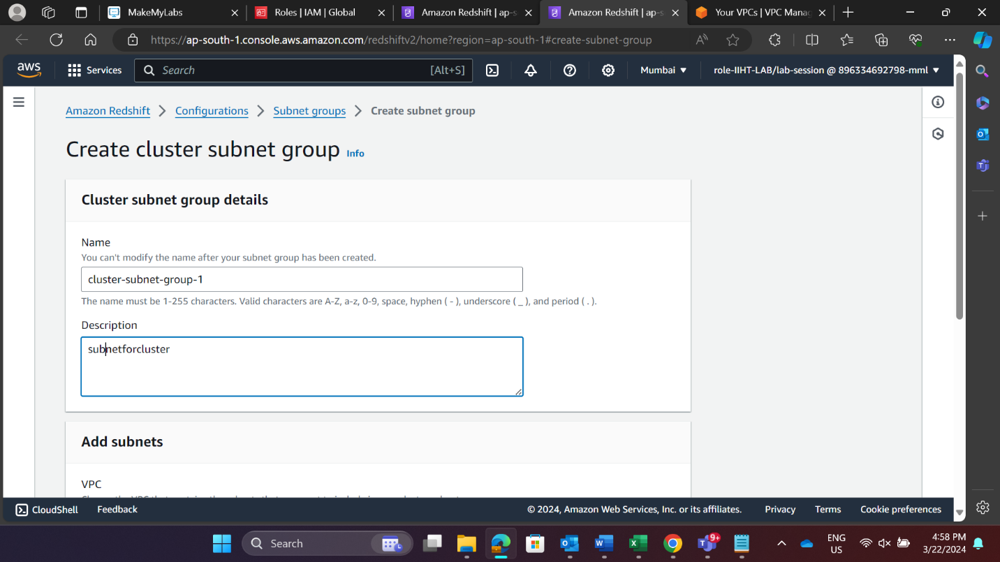 MakeMyLabs
Roles | IAM | Global
Amazon Redshift | ap-s
Amazon Redshift | ap-s
Your VPCs | VPC Manag
https://ap-south-1.console.aws.amazon.com/redshiftv2/home?region=ap-south-1#create-subnet-group
aws
Services
Search
[Alt+S]
Mumbai
role-IIHT-LAB/lab-session @ 896334692798-mml
Amazon Redshift > Configurations > Subnet groups > Create subnet group
Create cluster subnet group Info
Cluster subnet group details
Name
You can't modify the name after your subnet group has been created.
cluster-subnet-group-1
The name must be 1-255 characters. Valid characters are A-Z, a-z, 0-9, space, hyphen ( - ), underscore ( _ ), and period ( . ).
Description
subnetforcluster
Add subnets
VPC
CloudShell
Feedback
© 2024, Amazon Web Services, Inc. or its affiliates.
Privacy
Terms
Cookie preferences
Search
9+
ENG
US
4:58 PM
3/22/2024